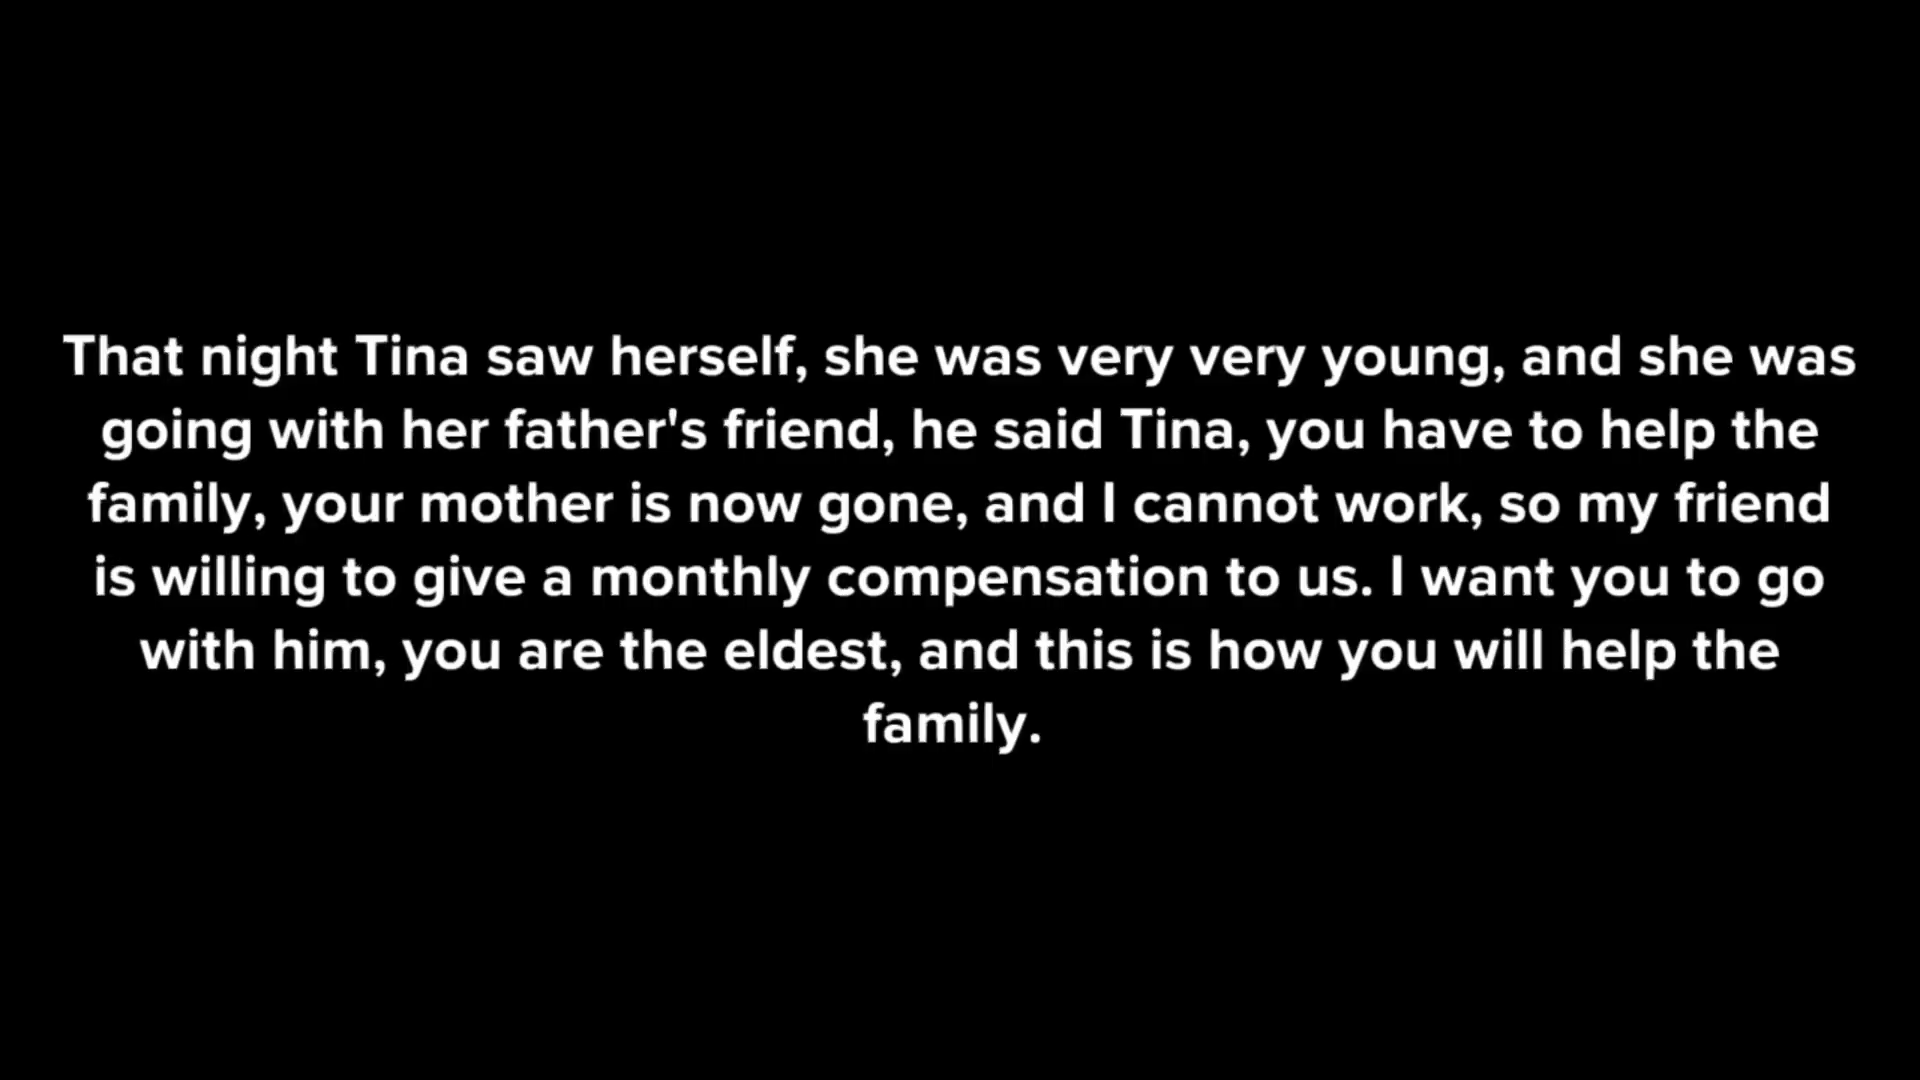 That night Tina saw herself, she was very very young, and she was
going with her father's friend, he said Tina, you have to help the
family, your mother is now gone, and I cannot work, so my friend
is willing to give a monthly compensation to us. I want you to go
with him, you are the eldest, and this is how you will help the
family.